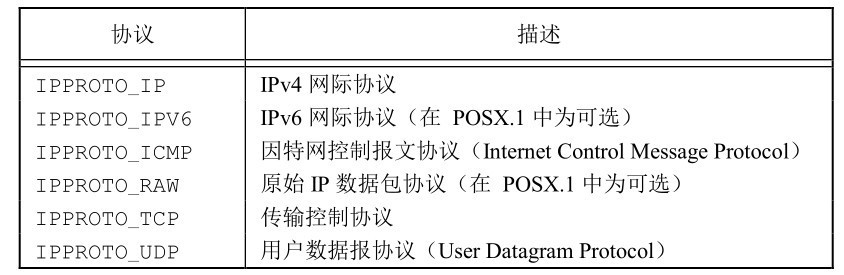 协议 描述
IPPROTO_IP IPv4 网际协议
IPPROTO_IPV6 IPv6 网际协议（在 POSX.1 中为可选）
IPPROTO_ICMP 因特网控制报文协议（Internet Control Message Protocol）
IPPROTO_RAW 原始 IP 数据包协议（在 POSX.1 中为可选）
IPPROTO_TCP 传输控制协议
IPPROTO_UDP 用户数据报协议（User Datagram Protocol）